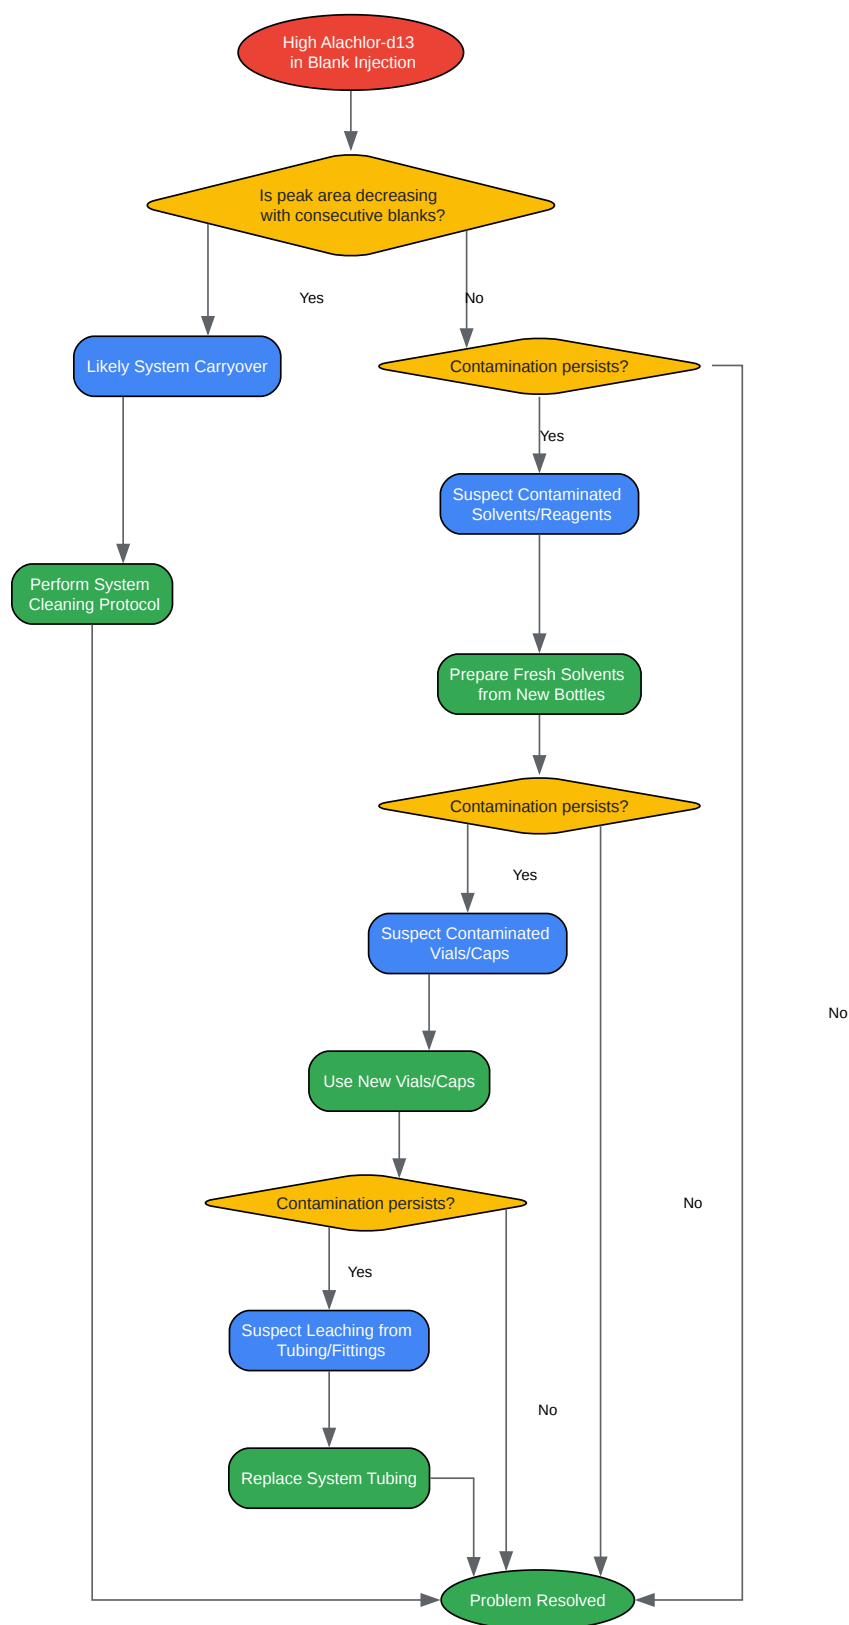 High Alachlor-d13
in Blank Injection
Is peak area decreasing
with consecutive blanks?
Yes
No
Likely System Carryover
Contamination persists?
Yes
Suspect Contaminated
Solvents/Reagents
Perform System
Cleaning Protocol
Prepare Fresh Solvents
from New Bottles
Contamination persists?
Yes
Suspect Contaminated
Vials/Caps
No
Use New Vials/Caps
Contamination persists?
No
Yes
Suspect Leaching from
Tubing/Fittings
No
Replace System Tubing
Problem Resolved